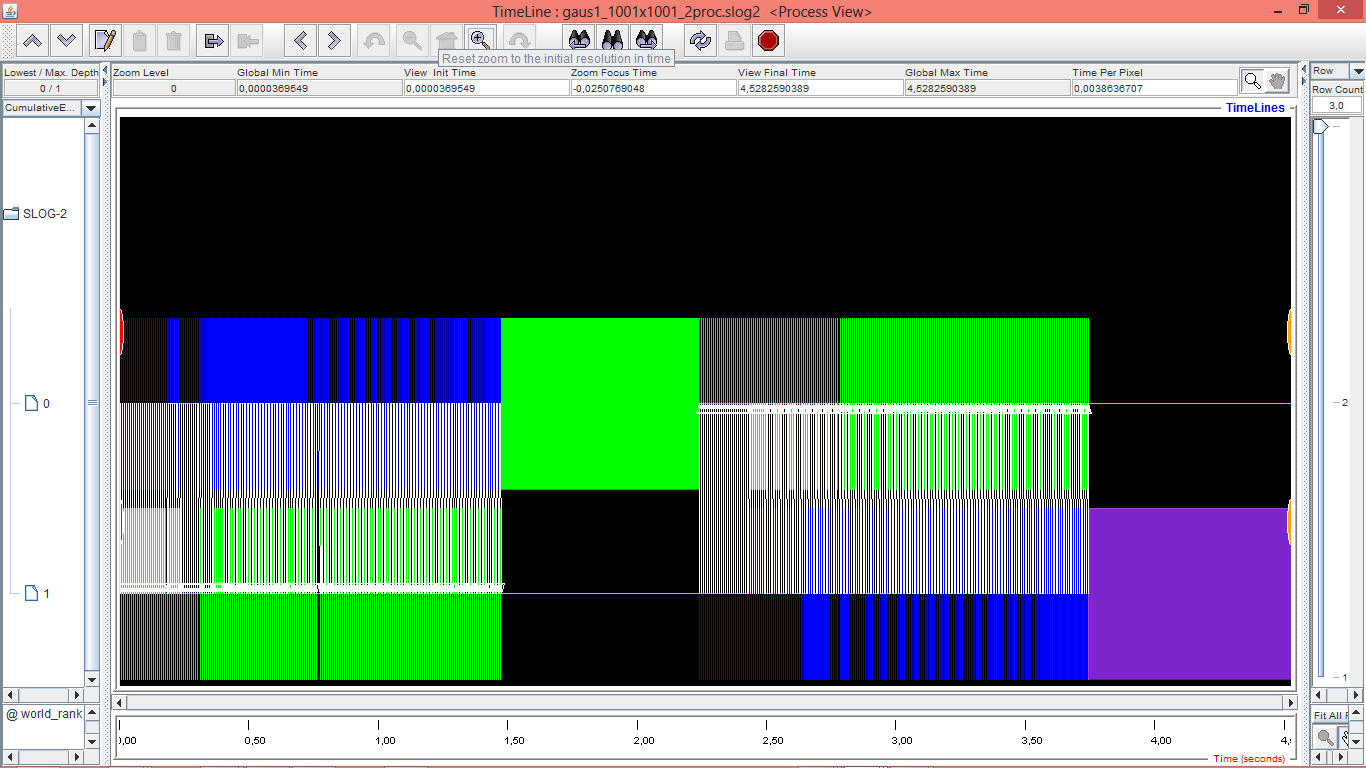 TimeLine : gaus1_1001x1001_2proc.slog2 <Process View>
Reset zoom to the initial resolution in time
Lowest / Max. Depth
0 / 1
Zoom Level
0
Global Min Time
0,0000369549
View Init Time
0,0000369549
Zoom Focus Time
-0,0250769048
View Final Time
4,5282590389
Global Max Time
4,5282590389
Time Per Pixel
0,0038636707
Row
Row Count
3,0
CumulativeE...
TimeLines
SLOG-2
0
1
2
1
@ world_rank
Fit All
0,00 0,50 1,00 1,50 2,00 2,50 3,00 3,50 4,00 4,
Time (seconds)